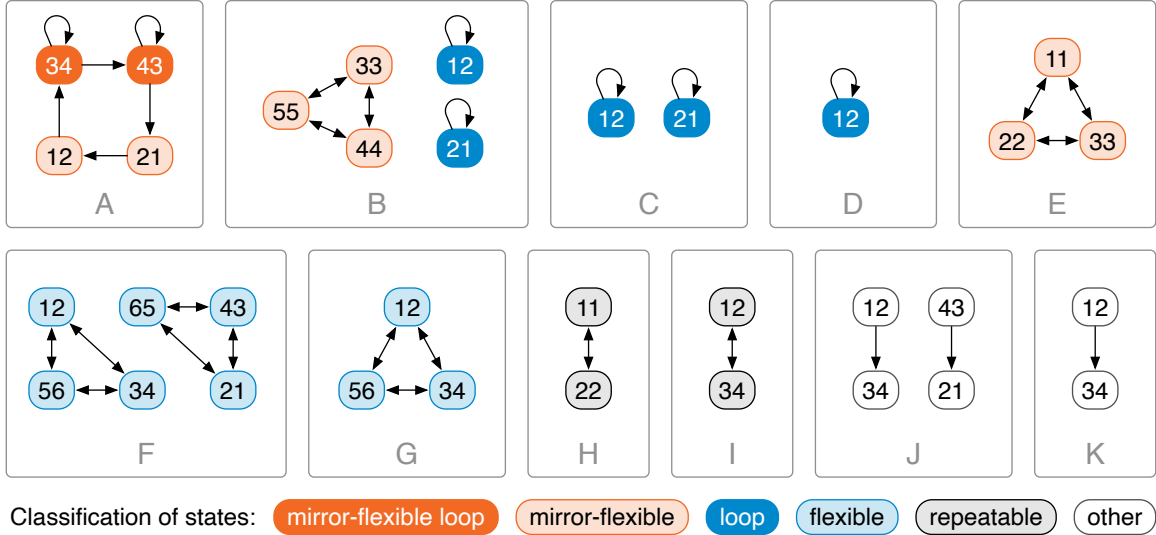 34 43
12 21
A
33 12
55
44 21
B
12 21
C
12
D
11
22 33
E
12 65 43
56 34 21
F
12
56 34
G
11
22
H
12
34
I
12 43
34 21
J
12
34
K
Classification of states: mirror-flexible loop mirror-flexible loop flexible repeatable other